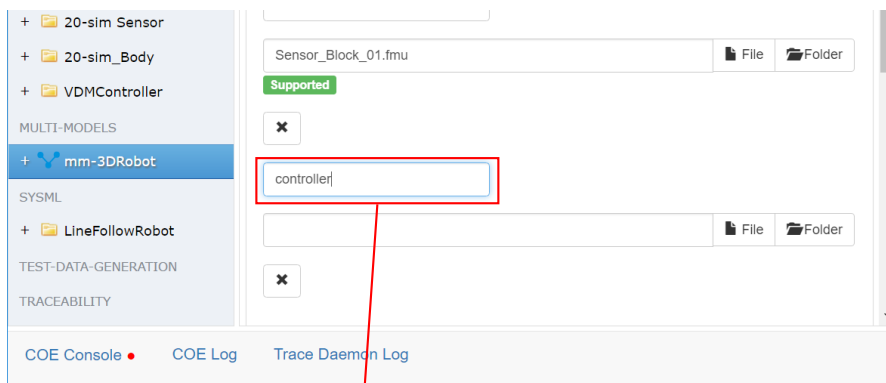 + 20-sim Sensor
+ 20-sim_Body
+ VDMController
MULTI-MODELS
+ mm-3DRobot
SYSML
+ LineFollowRobot
TEST-DATA-GENERATION
TRACEABILITY
Sensor_Block_01.fmu File Folder
Supported
controller
File Folder
COE Console COE Log Trace Daemon Log